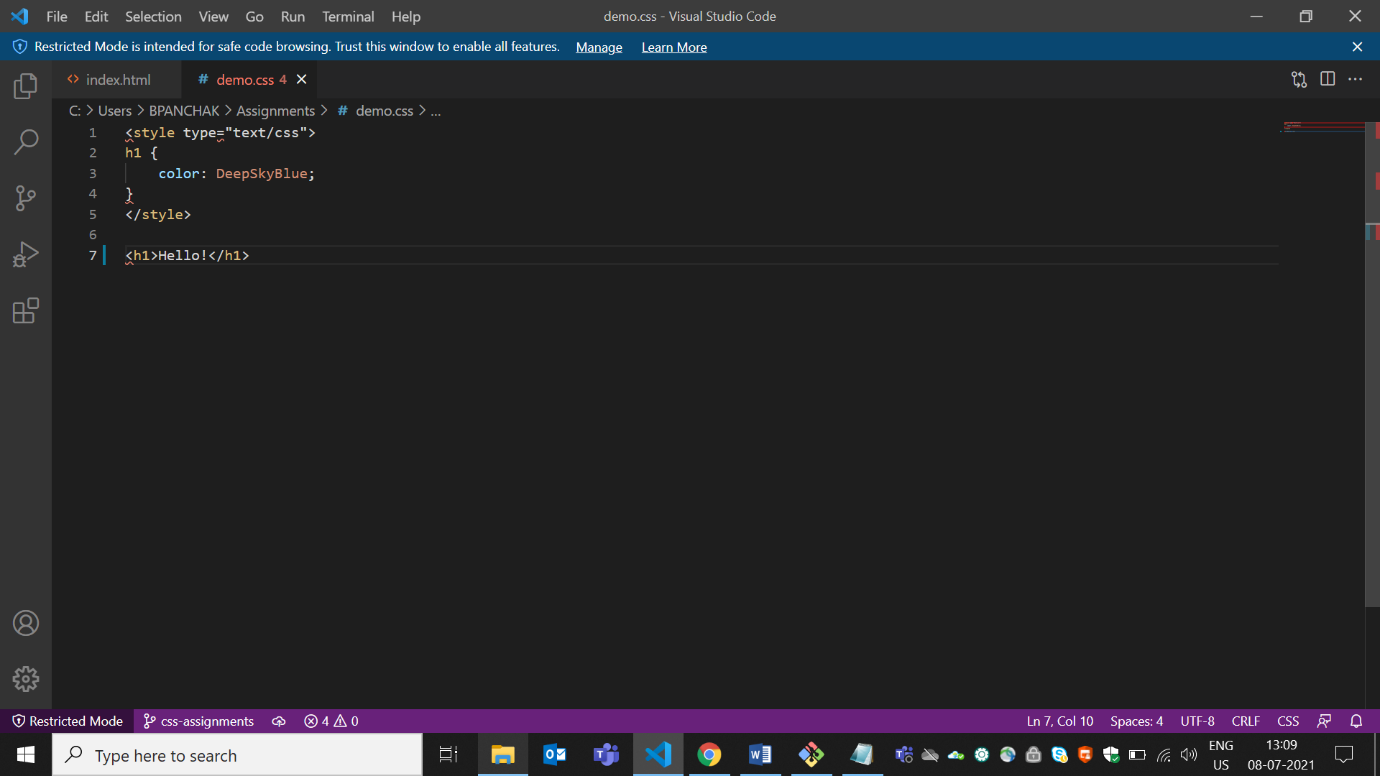 File Edit Selection View Go Run Terminal Help demo.css - Visual Studio Code
Restricted Mode is intended for safe code browsing. Trust this window to enable all features. Manage Learn More
index.html # demo.css 4
C: > Users > BPANCHAK > Assignments > # demo.css > ...
1 <style type="text/css">
2 h1 {
3 color: DeepSkyBlue;
4 }
5 </style>
6
7 <h1>Hello!</h1>
Restricted Mode css-assignments 4 0 Ln 7, Col 10 Spaces: 4 UTF-8 CRLF CSS
Type here to search
ENG 13:09
US 08-07-2021